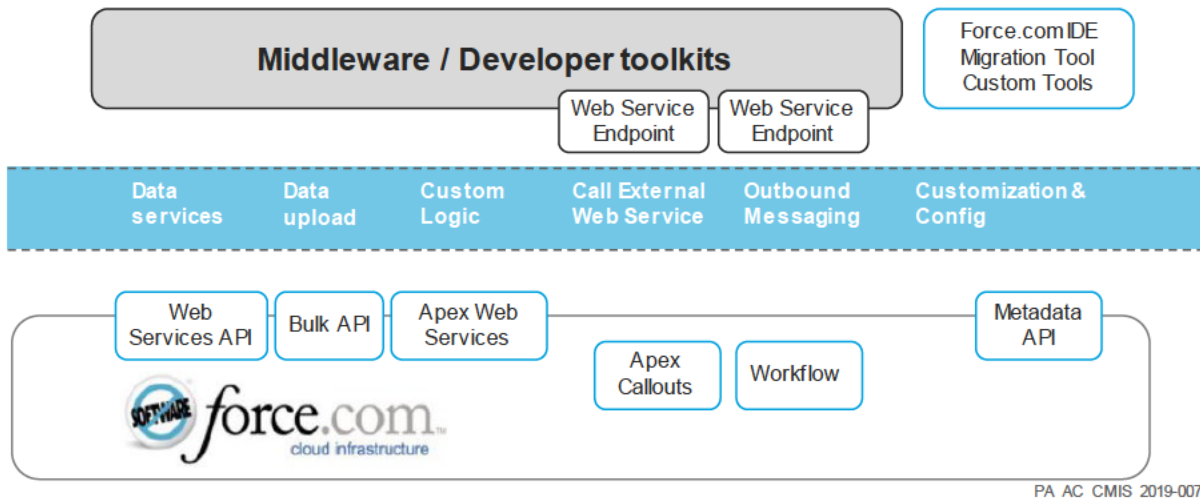 Middleware / Developer toolkits
Force.com IDE
Migration Tool
Custom Tools
Web Service
Endpoint
Web Service
Endpoint
Data
services
Data
upload
Custom
Logic
Call External
Web Service
Outbound
Messaging
Customization &
Config
Web
Services API
Bulk API
Apex Web
Services
Metadata
API
Apex
Callouts
Workflow
SOFTWARE
force.com™
cloud infrastructure
PA AC CMIS 2019-007